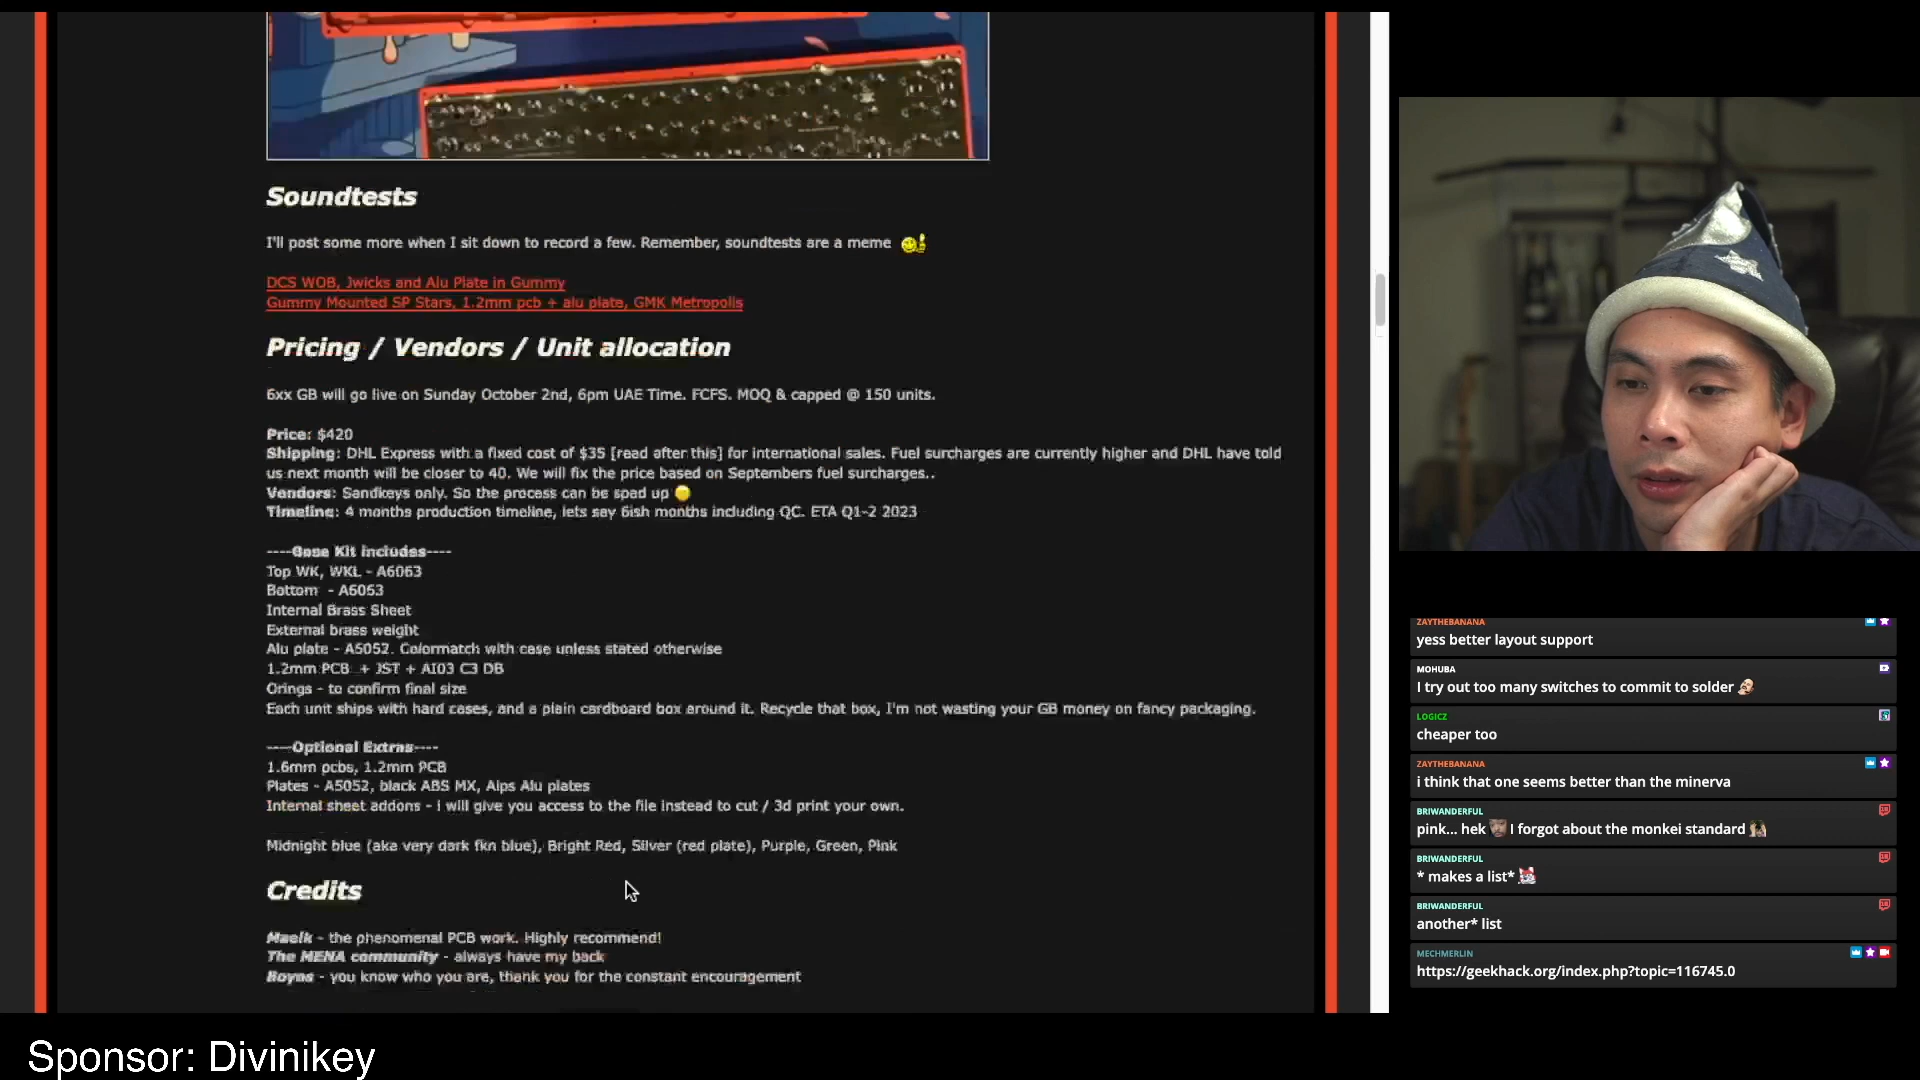 Soundtests
I'll post some more when I sit down to record a few. Remember, soundtests are a meme
DCS WOB, Jwicks and Alu Plate in Gummy
Gummy Mounted SP Stars, 1.2mm pcb + alu plate, GMK Metropolis
Pricing / Vendors / Unit allocation
6xx GB will go live on Sunday October 2nd, 6pm UAE Time. FCFS. MOQ & capped @ 150 units.
Price: $420
Shipping: DHL Express with a fixed cost of $35 [read after this] for international sales. Fuel surcharges are currently higher and DHL have told
us next month will be closer to 40. We will fix the price based on Septembers fuel surcharges..
Vendors: Sandkeys only. So the process can be sped up
Timeline: 4 months production timeline, lets say 6ish months including QC. ETA Q1-2 2023
----Base Kit includes----
Top WK, WKL - A6063
Bottom - A6063
Internal Brass Sheet
External brass weight
Alu plate - A5052. Colormatch with case unless stated otherwise
1.2mm PCB + JST + AI03 C3 DB
Orings - to confirm final size
Each unit ships with hard cases, and a plain cardboard box around it. Recycle that box, I'm not wasting your GB money on fancy packaging.
----Optional Extras----
1.6mm pcbs, 1.2mm PCB
Plates - A5052, black ABS MX, Alps Alu plates
Internal sheet addons - i will give you access to the file instead to cut / 3d print your own.
Midnight blue (aka very dark fkn blue), Bright Red, Silver (red plate), Purple, Green, Pink
Credits
- the phenomenal PCB work. Highly recommend!
The MENA community - always have my back
- you know who you are, thank you for the constant encouragement
ZAYTHEBANANA
yess better layout support
MOHUBA
I try out too many switches to commit to solder
LOGICZ
cheaper too
ZAYTHEBANANA
i think that one seems better than the minerva
BRIWANDERFUL
pink... hek I forgot about the monkei standard
BRIWANDERFUL
* makes a list*
BRIWANDERFUL
another* list
MECHMERLIN
https://geekhack.org/index.php?topic=116745.0
Sponsor: Divinikey